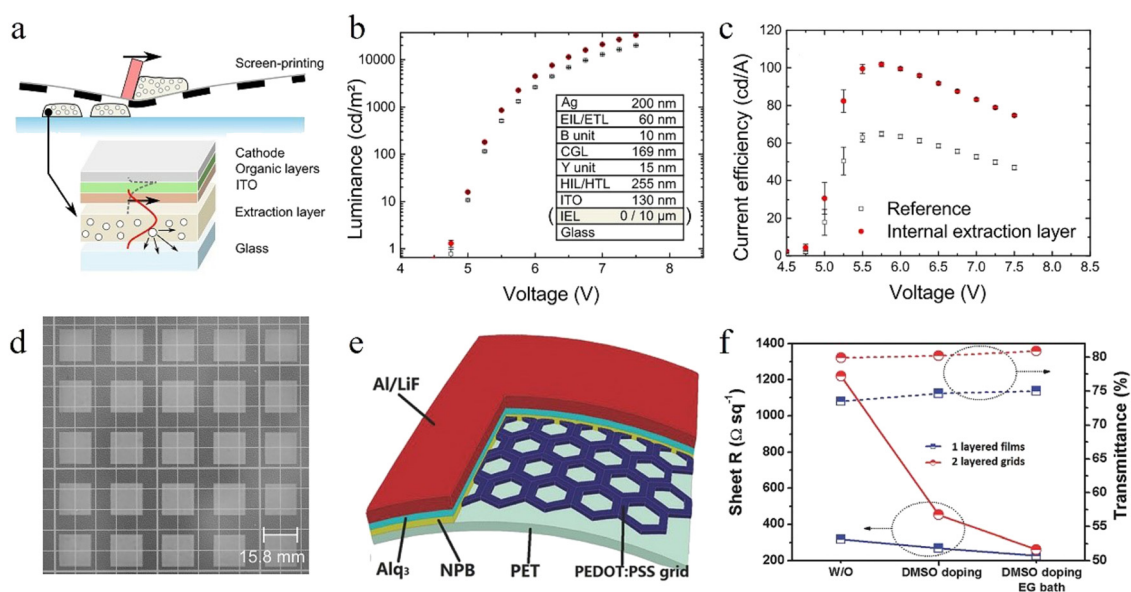 a
Screen-printing
Cathode
Organic layers
ITO
Extraction layer
Glass
b
Luminance (cd/m²)
10000
1000
100
10
1
4 5 6 7 8
Voltage (V)
Ag 200 nm
EIL/ETL 60 nm
B unit 10 nm
CGL 169 nm
Y unit 15 nm
HIL/HTL 255 nm
ITO 130 nm
( IEL 0 / 10 µm )
Glass
c
Current efficiency (cd/A)
120
100
80
60
40
20
0
4.5 5.0 5.5 6.0 6.5 7.0 7.5 8.0 8.5
Voltage (V)
Reference
Internal extraction layer
d
15.8 mm
e
Al/LiF
Alq₃
NPB
PET
PEDOT:PSS grid
f
Sheet R (Ω sq⁻¹)
1400
1200
1000
800
600
400
200
W/O
DMSO doping
DMSO doping
EG bath
1 layered films
2 layered grids
80
75
70
65
60
55
50
Transmittance (%)